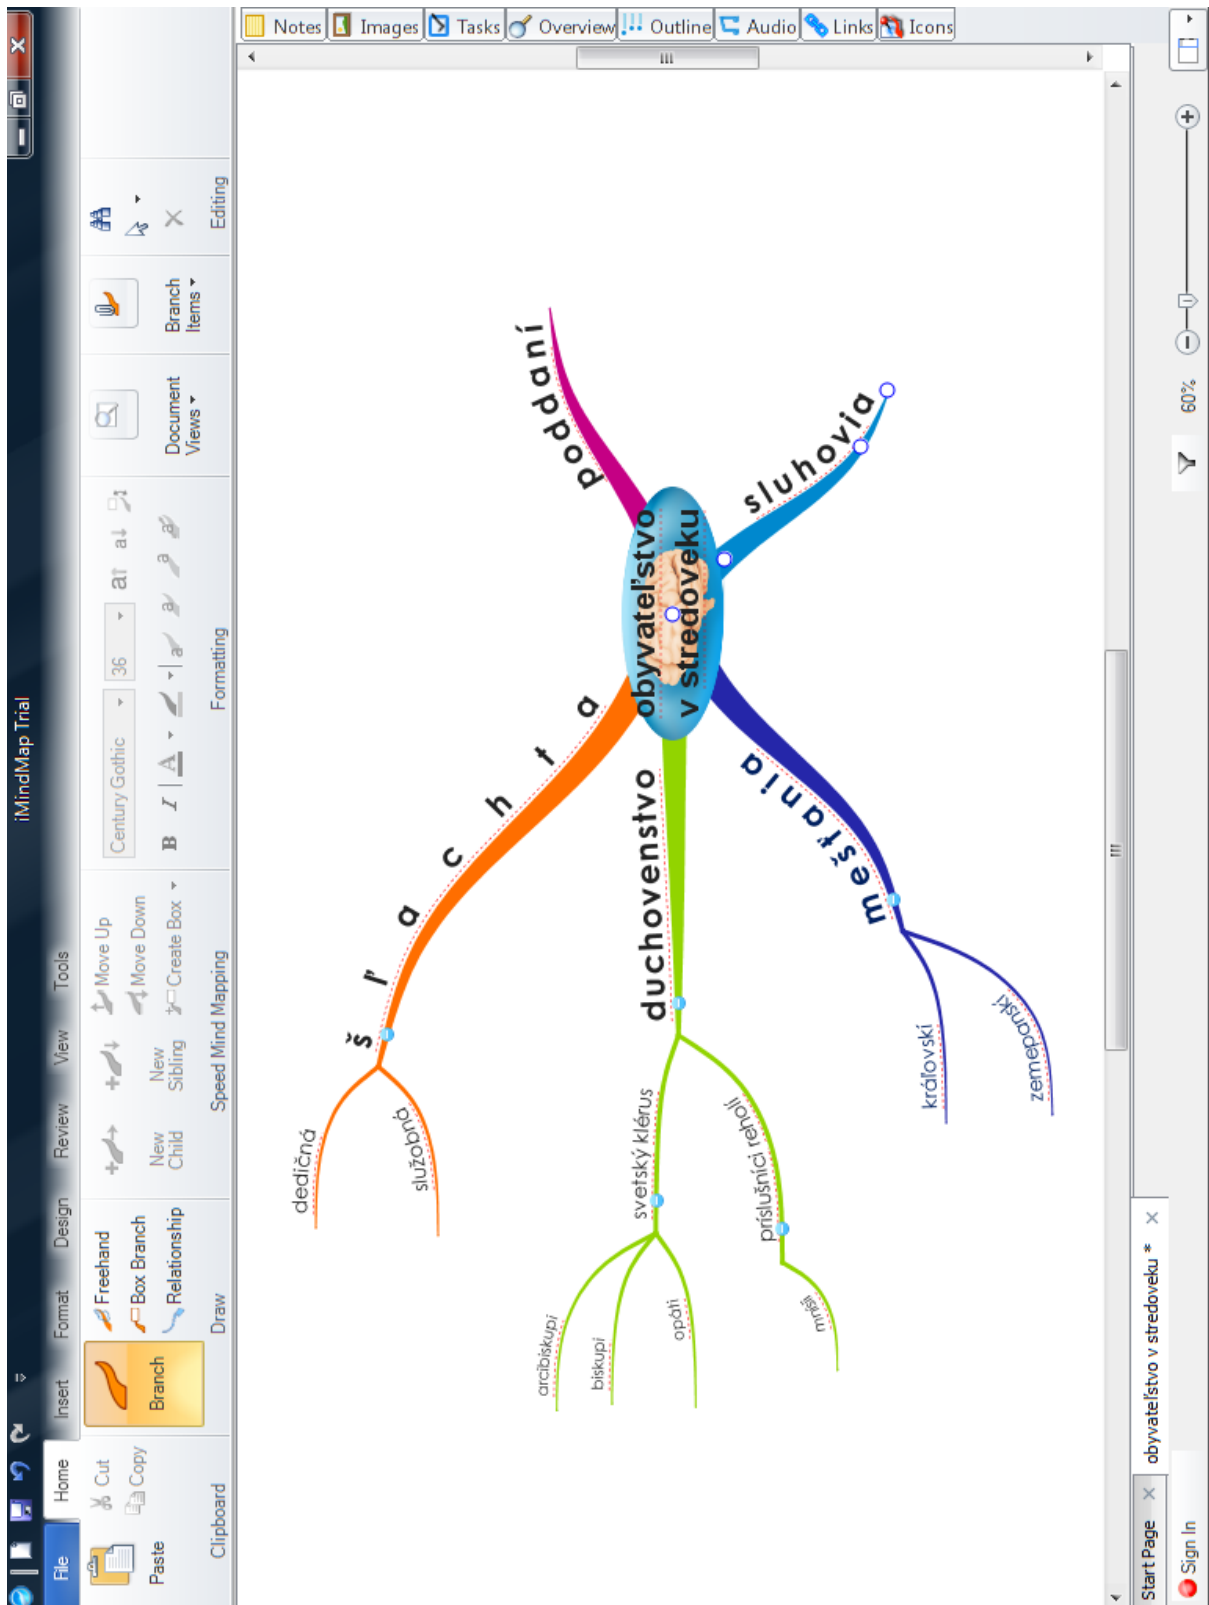 iMindMap Trial
File Home Insert Format Design Review View Tools
Paste
Cut
Copy
Clipboard
Branch
Freehand
Box Branch
Relationship
Draw
New Child
New Sibling
Move Up
Move Down
Create Box
Speed Mind Mapping
Century Gothic 36
B I A
Formatting
Document Views
Branch Items
Editing
Notes
Images
Tasks
Overview
Outline
Audio
Links
Icons
obyvateľstvo
v stredoveku
poddaní
sluhovia
šľachta
dedičná
služobná
duchovenstvo
svetský klérus
arcibiskupi
biskupi
opáti
príslušníci reholí
mnísi
mešťania
kráľovskí
zemepanskí
Start Page
obyvateľstvo v stredoveku *
Sign In
60%